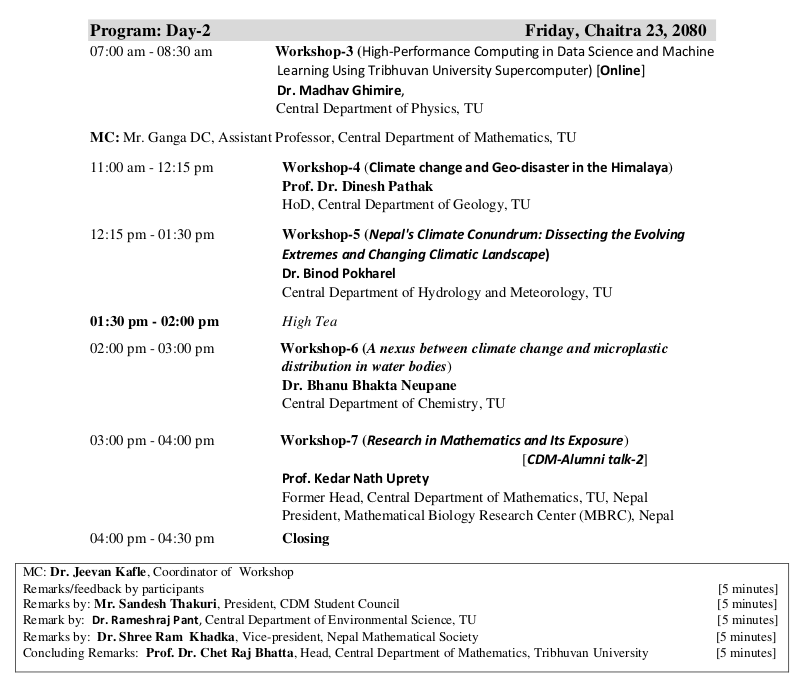 Program: Day-2 Friday, Chaitra 23, 2080
07:00 am - 08:30 am Workshop-3 (High-Performance Computing in Data Science and Machine
Learning Using Tribhuvan University Supercomputer) [Online]
Dr. Madhav Ghimire,
Central Department of Physics, TU
MC: Mr. Ganga DC, Assistant Professor, Central Department of Mathematics, TU
11:00 am - 12:15 pm Workshop-4 (Climate change and Geo-disaster in the Himalaya)
Prof. Dr. Dinesh Pathak
HoD, Central Department of Geology, TU
12:15 pm - 01:30 pm Workshop-5 (Nepal's Climate Conundrum: Dissecting the Evolving
Extremes and Changing Climatic Landscape)
Dr. Binod Pokharel
Central Department of Hydrology and Meteorology, TU
01:30 pm - 02:00 pm High Tea
02:00 pm - 03:00 pm Workshop-6 (A nexus between climate change and microplastic
distribution in water bodies)
Dr. Bhanu Bhakta Neupane
Central Department of Chemistry, TU
03:00 pm - 04:00 pm Workshop-7 (Research in Mathematics and Its Exposure)
[CDM-Alumni talk-2]
Prof. Kedar Nath Uprety
Former Head, Central Department of Mathematics, TU, Nepal
President, Mathematical Biology Research Center (MBRC), Nepal
04:00 pm - 04:30 pm Closing
MC: Dr. Jeevan Kafle, Coordinator of Workshop
Remarks/feedback by participants [5 minutes]
Remarks by: Mr. Sandesh Thakuri, President, CDM Student Council [5 minutes]
Remark by: Dr. Rameshraj Pant, Central Department of Environmental Science, TU [5 minutes]
Remarks by: Dr. Shree Ram Khadka, Vice-president, Nepal Mathematical Society [5 minutes]
Concluding Remarks: Prof. Dr. Chet Raj Bhatta, Head, Central Department of Mathematics, Tribhuvan University [5 minutes]